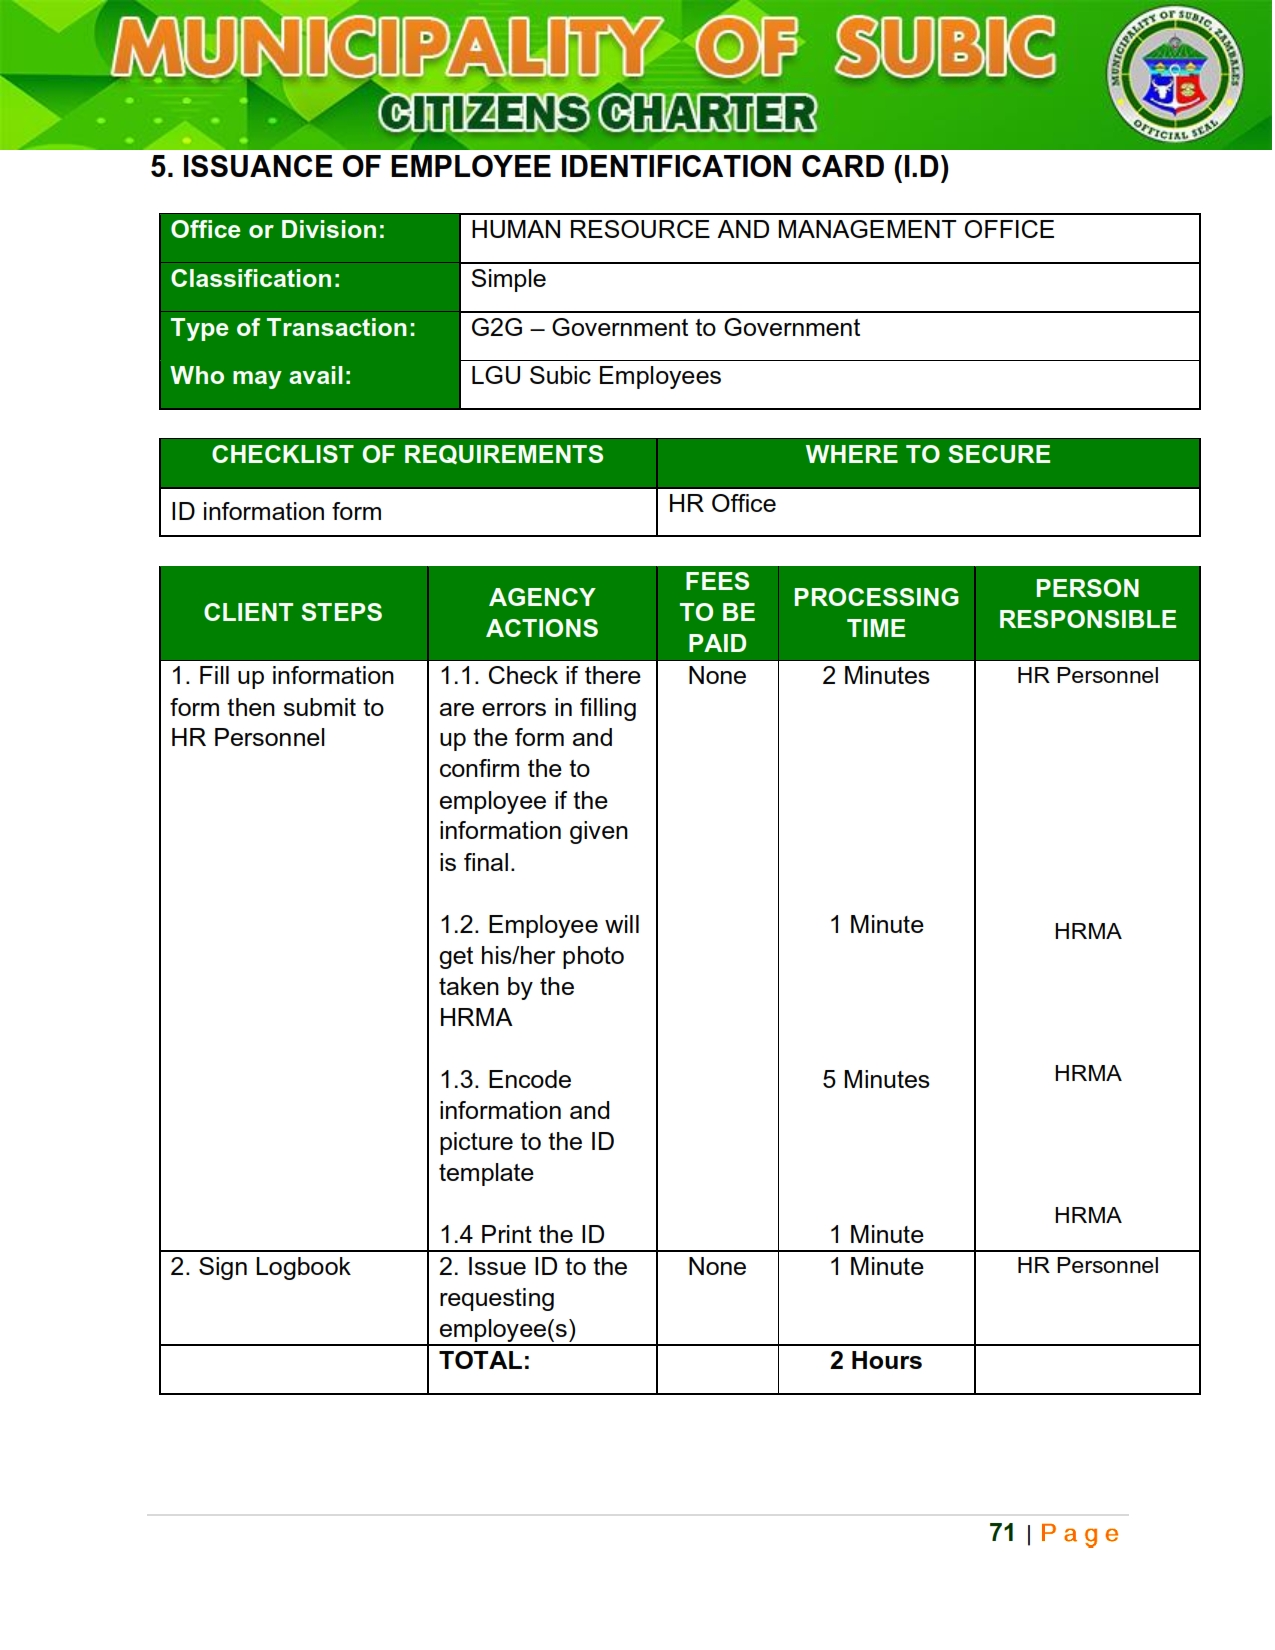 MUNICIPALITY OF SUBIC
CITIZENS CHARTER
MUNICIPALITY OF SUBIC, ZAMBALES
OFFICIAL SEAL
5. ISSUANCE OF EMPLOYEE IDENTIFICATION CARD (I.D)
Office or Division: HUMAN RESOURCE AND MANAGEMENT OFFICE
Classification: Simple
Type of Transaction: G2G – Government to Government
Who may avail: LGU Subic Employees
CHECKLIST OF REQUIREMENTS WHERE TO SECURE
ID information form HR Office
CLIENT STEPS
AGENCY
ACTIONS
FEES
TO BE
PAID
PROCESSING
TIME
PERSON
RESPONSIBLE
1. Fill up information
form then submit to
HR Personnel
1.1. Check if there
are errors in filling
up the form and
confirm the to
employee if the
information given
is final.
1.2. Employee will
get his/her photo
taken by the
HRMA
1.3. Encode
information and
picture to the ID
template
1.4 Print the ID
None
2 Minutes
1 Minute
5 Minutes
1 Minute
HR Personnel
HRMA
HRMA
HRMA
2. Sign Logbook
2. Issue ID to the
requesting
employee(s)
None
1 Minute
HR Personnel
TOTAL: 2 Hours
71 | Page